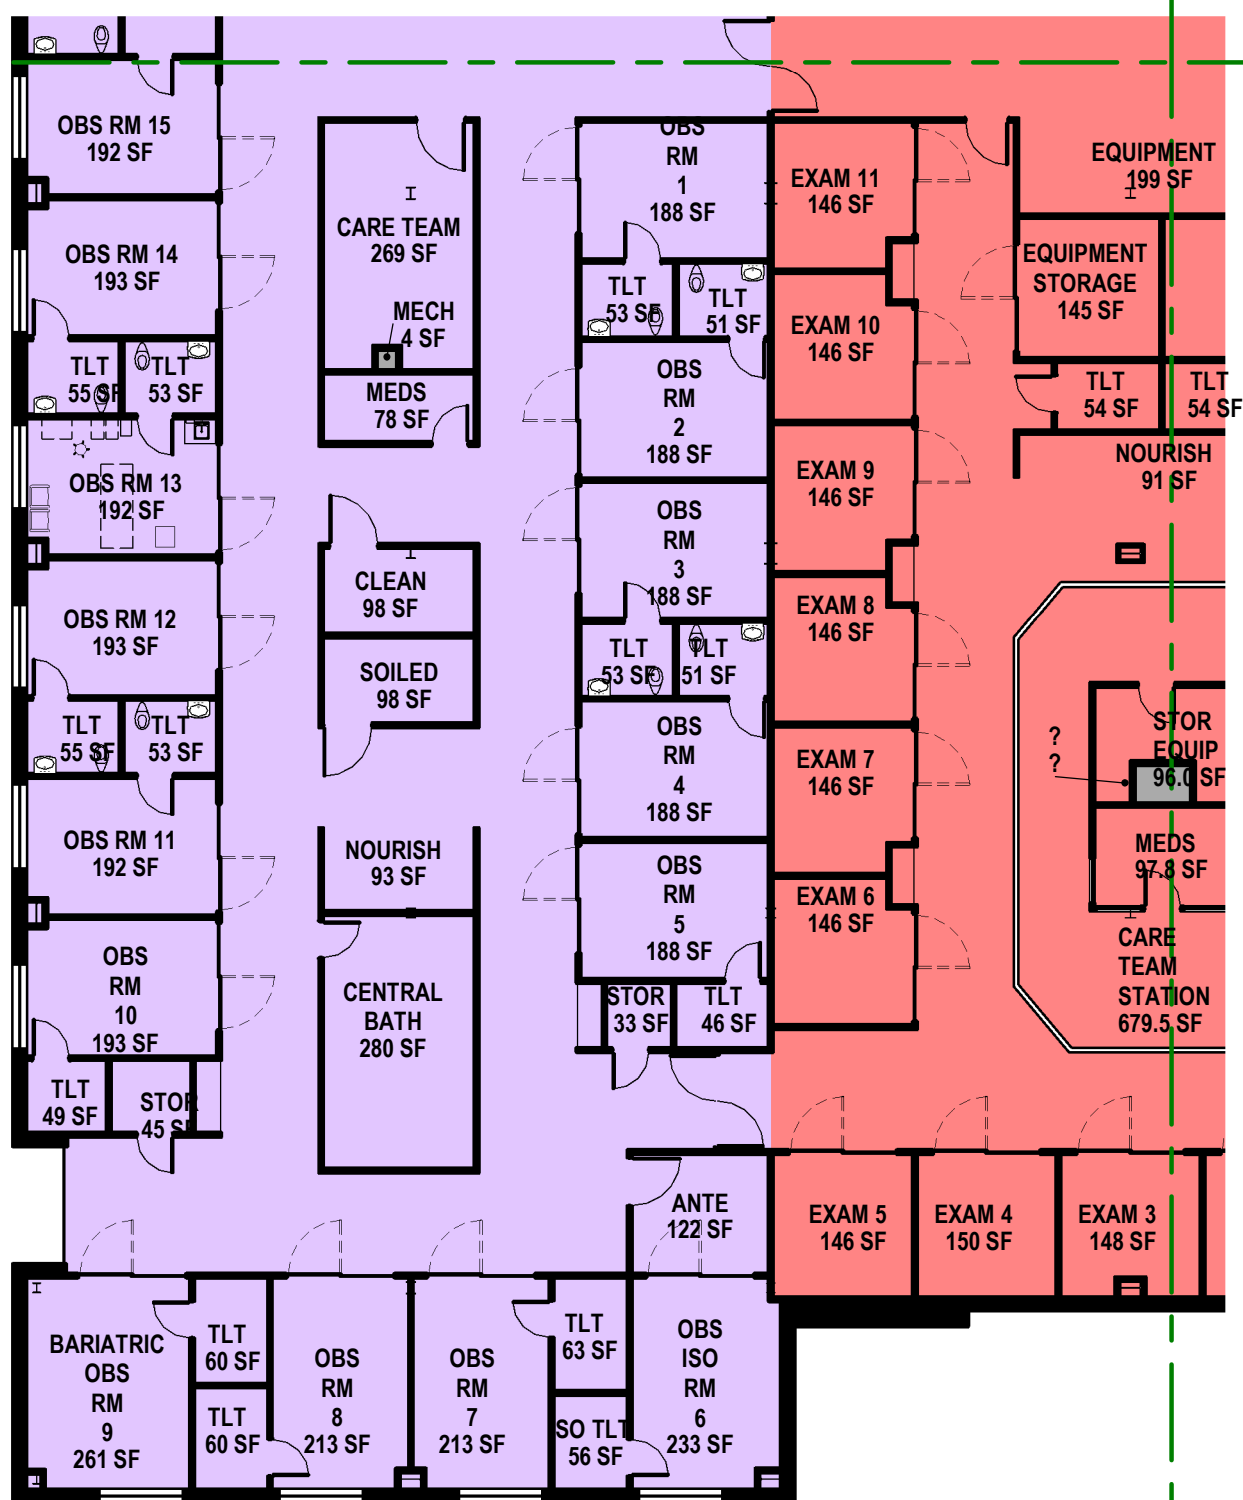 OBS RM 15
192 SF
OBS RM 14
193 SF
TLT
55 SF
TLT
53 SF
OBS RM 13
192 SF
OBS RM 12
193 SF
TLT
55 SF
TLT
53 SF
OBS RM 11
192 SF
OBS
RM
10
193 SF
TLT
49 SF
STOR
45 SF
CARE TEAM
269 SF
MECH
4 SF
MEDS
78 SF
CLEAN
98 SF
SOILED
98 SF
NOURISH
93 SF
CENTRAL
BATH
280 SF
OBS
RM
1
188 SF
TLT
53 SF
TLT
51 SF
OBS
RM
2
188 SF
OBS
RM
3
188 SF
TLT
53 SF
TLT
51 SF
OBS
RM
4
188 SF
OBS
RM
5
188 SF
STOR
33 SF
TLT
46 SF
ANTE
122 SF
BARIATRIC
OBS
RM
9
261 SF
TLT
60 SF
TLT
60 SF
OBS
RM
8
213 SF
OBS
RM
7
213 SF
TLT
63 SF
SO TLT
56 SF
OBS
ISO
RM
6
233 SF
EXAM 11
146 SF
EXAM 10
146 SF
EXAM 9
146 SF
EXAM 8
146 SF
EXAM 7
146 SF
EXAM 6
146 SF
EXAM 5
146 SF
EXAM 4
150 SF
EXAM 3
148 SF
EQUIPMENT
199 SF
EQUIPMENT
STORAGE
145 SF
TLT
54 SF
TLT
54 SF
NOURISH
91 SF
?
?
STOR
EQUIP
96.0 SF
MEDS
97.8 SF
CARE
TEAM
STATION
679.5 SF